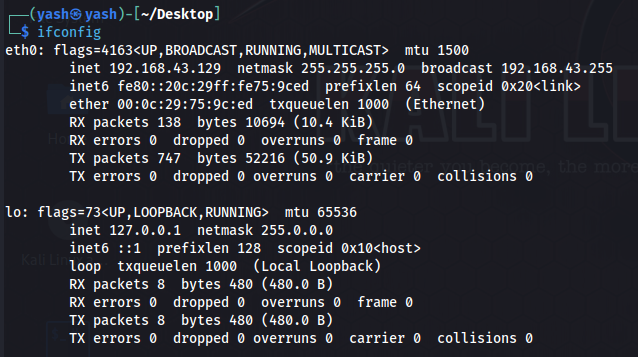 (yash㉿yash)-[~/Desktop]
$ ifconfig
eth0: flags=4163<UP,BROADCAST,RUNNING,MULTICAST>  mtu 1500
        inet 192.168.43.129  netmask 255.255.255.0  broadcast 192.168.43.255
        inet6 fe80::20c:29ff:fe75:9ced  prefixlen 64  scopeid 0x20<link>
        ether 00:0c:29:75:9c:ed  txqueuelen 1000  (Ethernet)
        RX packets 138  bytes 10694 (10.4 KiB)
        RX errors 0  dropped 0  overruns 0  frame 0
        TX packets 747  bytes 52216 (50.9 KiB)
        TX errors 0  dropped 0 overruns 0  carrier 0  collisions 0

lo: flags=73<UP,LOOPBACK,RUNNING>  mtu 65536
        inet 127.0.0.1  netmask 255.0.0.0
        inet6 ::1  prefixlen 128  scopeid 0x10<host>
        loop  txqueuelen 1000  (Local Loopback)
        RX packets 8  bytes 480 (480.0 B)
        RX errors 0  dropped 0  overruns 0  frame 0
        TX packets 8  bytes 480 (480.0 B)
        TX errors 0  dropped 0 overruns 0  carrier 0  collisions 0